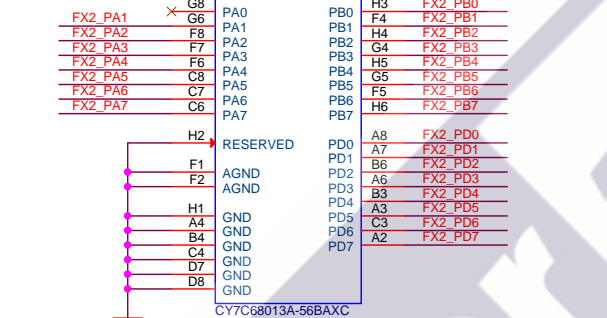 G8 PA0 PB0 H3 FX2_PB0
FX2_PA1 G6 PA1 PB1 F4 FX2_PB1
FX2_PA2 F8 PA2 PB2 H4 FX2_PB2
FX2_PA3 F7 PA3 PB3 G4 FX2_PB3
FX2_PA4 F6 PA4 PB4 H5 FX2_PB4
FX2_PA5 C8 PA5 PB5 G5 FX2_PB5
FX2_PA6 C7 PA6 PB6 F5 FX2_PB6
FX2_PA7 C6 PA7 PB7 H6 FX2_PB7
H2 RESERVED PD0 A8 FX2_PD0
PD1 A7 FX2_PD1
F1 AGND PD2 B6 FX2_PD2
F2 AGND PD3 A6 FX2_PD3
PD4 B3 FX2_PD4
H1 GND PD5 A3 FX2_PD5
A4 GND PD6 C3 FX2_PD6
B4 GND PD7 A2 FX2_PD7
C4 GND
D7 GND
D8 GND
CY7C68013A-56BAXC